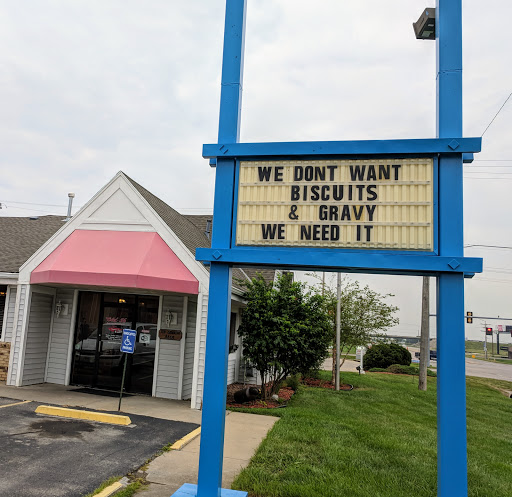 WE DONT WANT
BISCUITS
& GRAVY
WE NEED IT